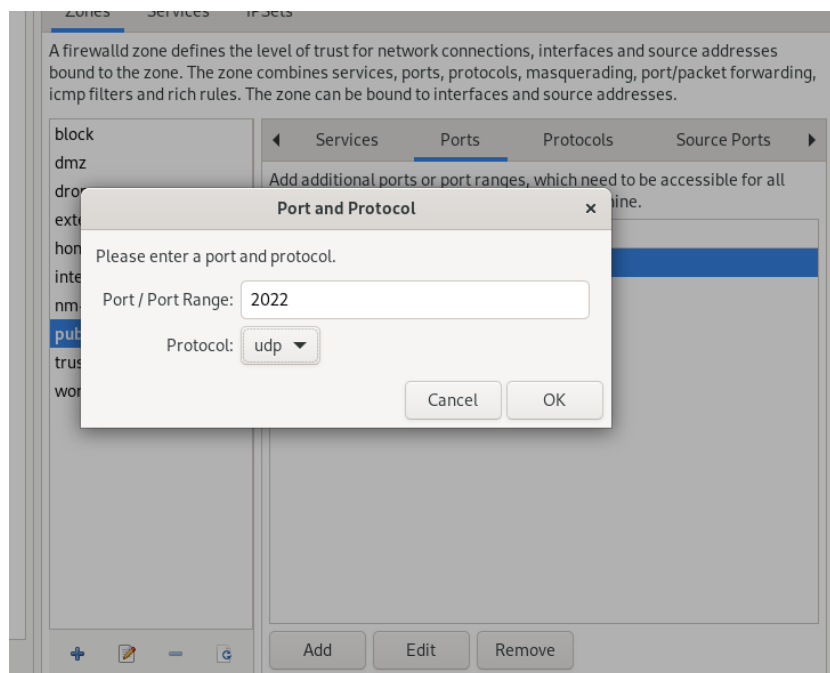 Zones Services IPSets
A firewalld zone defines the level of trust for network connections, interfaces and source addresses
bound to the zone. The zone combines services, ports, protocols, masquerading, port/packet forwarding,
icmp filters and rich rules. The zone can be bound to interfaces and source addresses.
block
dmz
Services Ports Protocols Source Ports
Add additional ports or port ranges, which need to be accessible for all
Port and Protocol
Please enter a port and protocol.
Port / Port Range: 2022
Protocol: udp
Cancel OK
Add Edit Remove